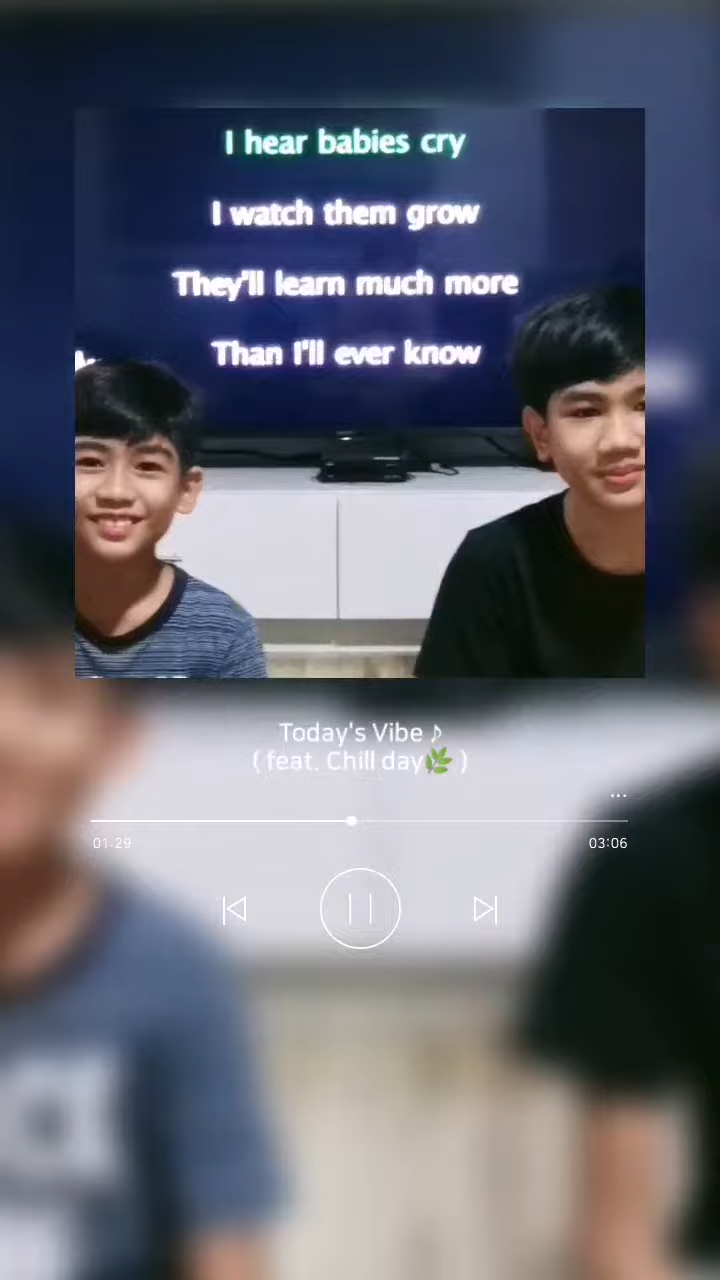 I hear babies cry
I watch them grow
They'll learn much more
Than I'll ever know
Today's Vibe ♪
( feat. Chill day🌿 )
...
01:29
03:06